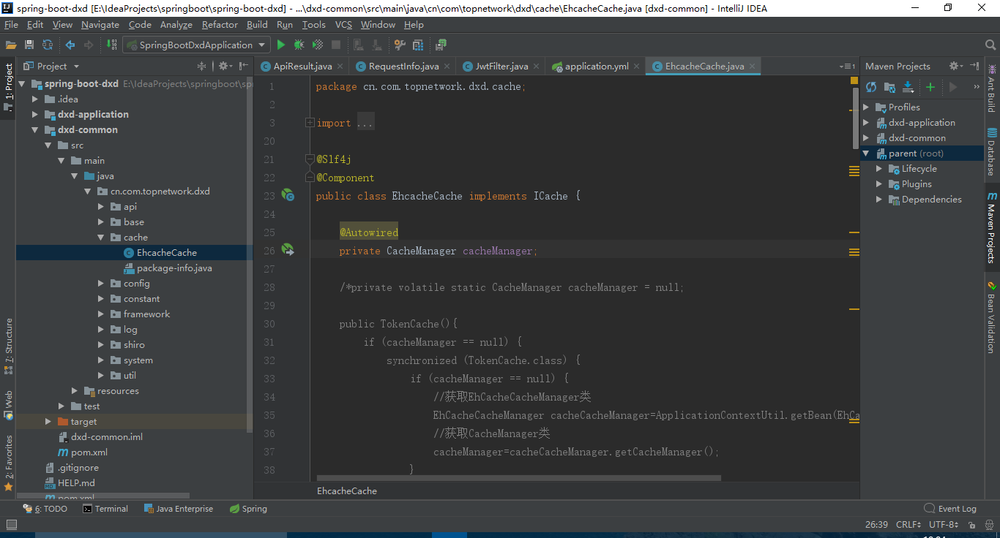 spring-boot-dxd [E:\IdeaProjects\springboot\spring-boot-dxd] - ...\dxd-common\src\main\java\cn\com\topnetwork\dxd\cache\EhcacheCache.java [dxd-common] - IntelliJ IDEA
File Edit View Navigate Code Analyze Refactor Build Run Tools VCS Window Help
SpringBootDxdApplication
Project
ApiResult.java
RequestInfo.java
JwtFilter.java
application.yml
EhcacheCache.java
Maven Projects
1: Project
7: Structure
Web
2: Favorites
spring-boot-dxd E:\IdeaProjects\springboot\sp
.idea
dxd-application
dxd-common
src
main
java
cn.com.topnetwork.dxd
api
base
cache
EhcacheCache
package-info.java
config
constant
framework
log
shiro
system
util
resources
test
target
dxd-common.iml
pom.xml
.gitignore
HELP.md
pom.xml
1 package cn.com.topnetwork.dxd.cache;
2
3 import ...
20
21 @Slf4j
22 @Component
23 public class EhcacheCache implements ICache {
24
25 @Autowired
26 private CacheManager cacheManager;
27
28 /*private volatile static CacheManager cacheManager = null;
29
30 public TokenCache(){
31 if (cacheManager == null) {
32 synchronized (TokenCache.class) {
33 if (cacheManager == null) {
34 //获取EhCacheCacheManager类
35 EhCacheCacheManager cacheCacheManager=ApplicationContextUtil.getBean(EhCa
36 //获取CacheManager类
37 cacheManager=cacheCacheManager.getCacheManager();
38 }
EhcacheCache
Profiles
dxd-application
dxd-common
parent (root)
Lifecycle
Plugins
Dependencies
Ant Build
Database
Maven Projects
Bean Validation
6: TODO Terminal Java Enterprise Spring Event Log
26:39 CRLF UTF-8